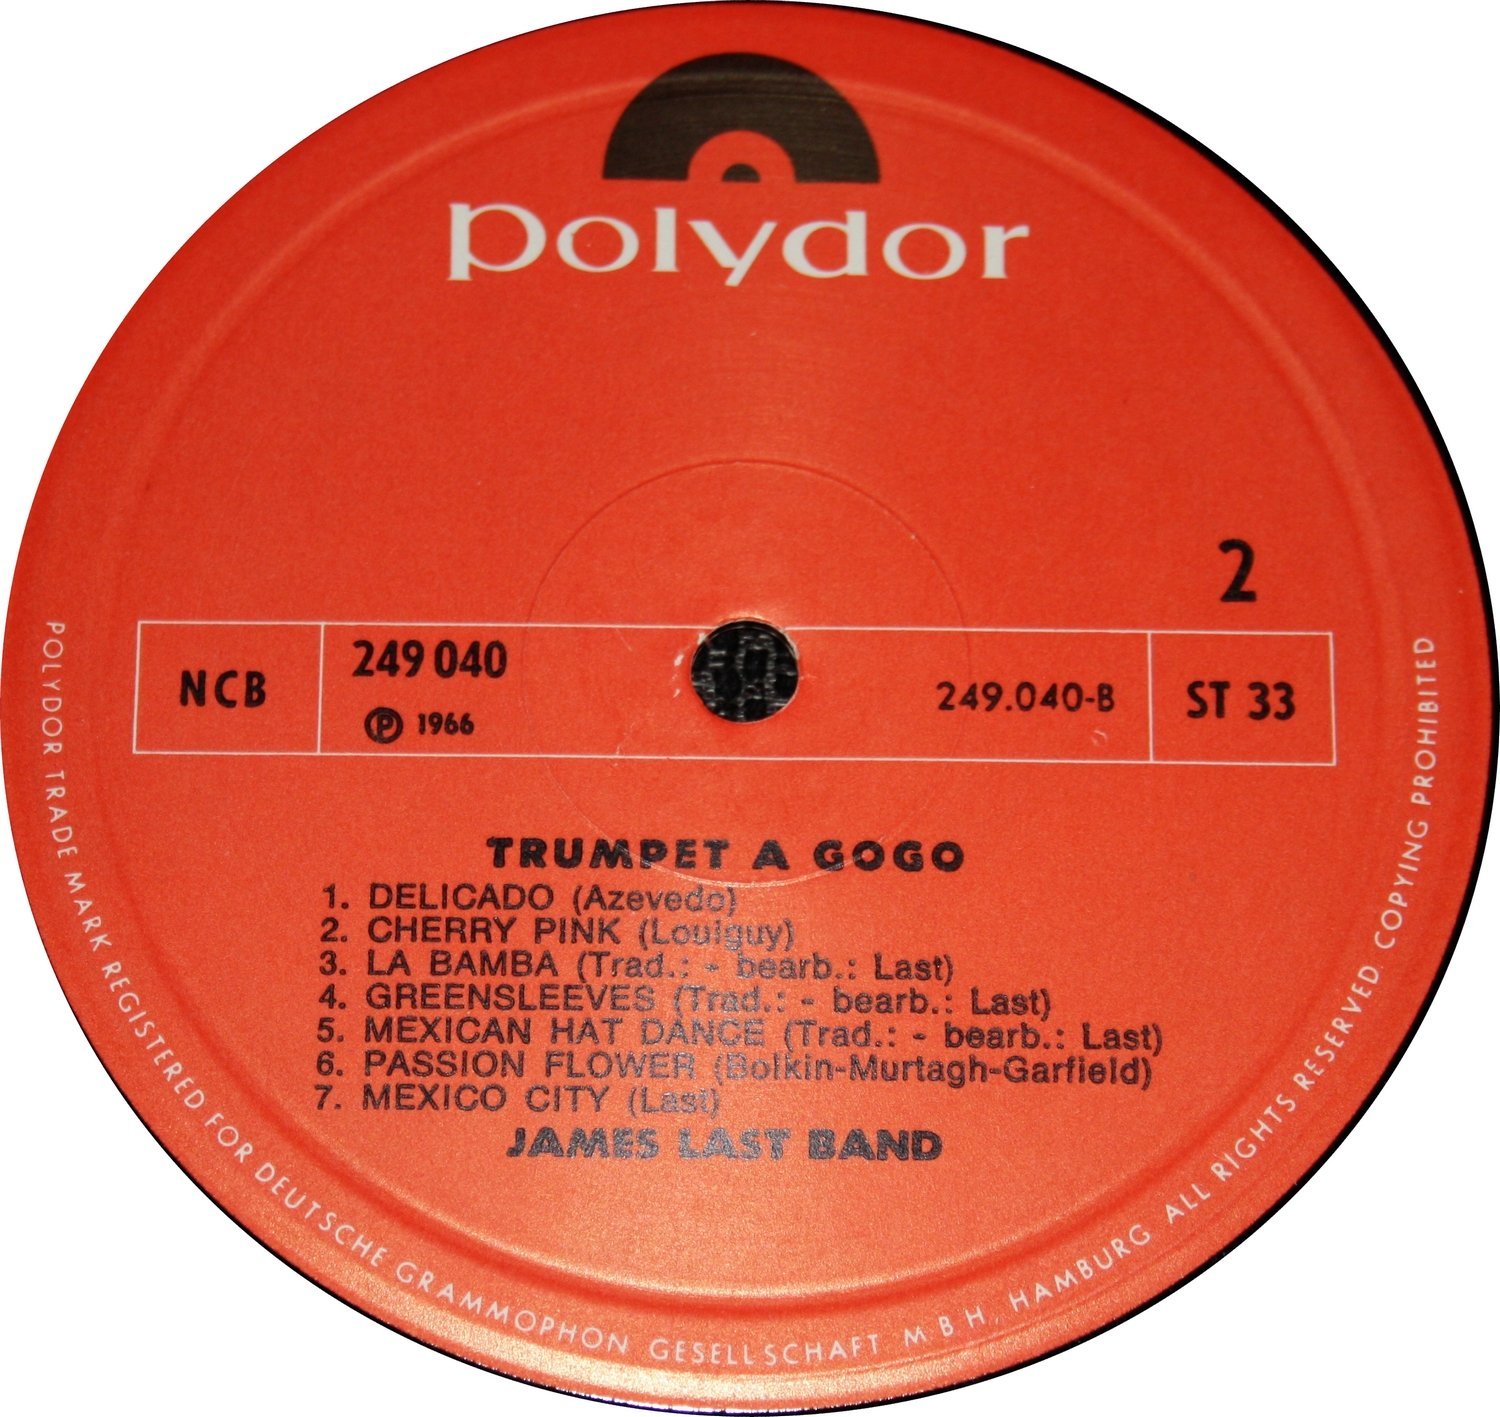 polydor
2
NCB
249 040
℗ 1966
249.040-B
ST 33
TRUMPET A GOGO
1. DELICADO (Azevedo)
2. CHERRY PINK (Louiguy)
3. LA BAMBA (Trad.: - bearb.: Last)
4. GREENSLEEVES (Trad.: - bearb.: Last)
5. MEXICAN HAT DANCE (Trad.: - bearb.: Last)
6. PASSION FLOWER (Bolkin-Murtagh-Garfield)
7. MEXICO CITY (Last)
JAMES LAST BAND
POLYDOR TRADE MARK REGISTERED FOR DEUTSCHE GRAMMOPHON GESELLSCHAFT M B H, HAMBURG ALL RIGHTS RESERVED COPYING PROHIBITED